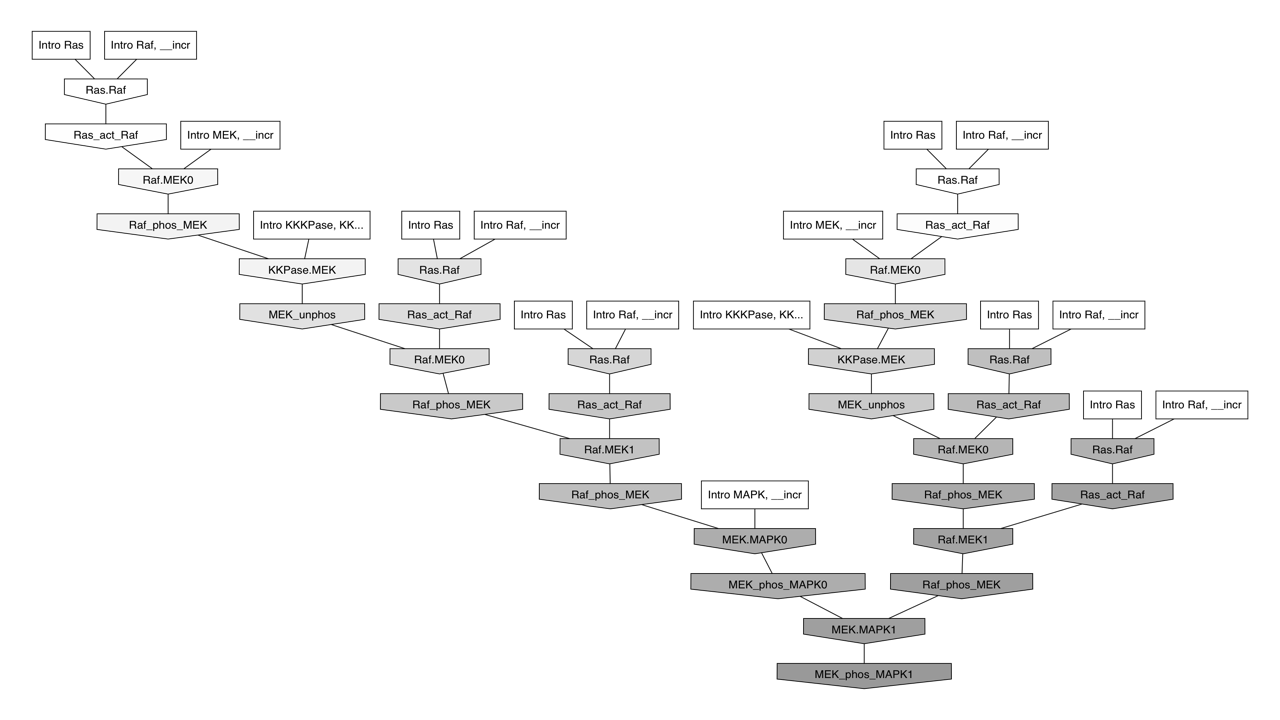 Intro Ras
Intro Raf, __incr
Ras.Raf
Ras_act_Raf
Intro MEK, __incr
Intro Ras
Intro Raf, __incr
Raf.MEK0
Ras.Raf
Raf_phos_MEK
Intro KKKPase, KK...
Intro Ras
Intro Raf, __incr
Intro MEK, __incr
Ras_act_Raf
KKPase.MEK
Ras.Raf
Raf.MEK0
MEK_unphos
Ras_act_Raf
Intro Ras
Intro Raf, __incr
Intro KKKPase, KK...
Raf_phos_MEK
Intro Ras
Intro Raf, __incr
Raf.MEK0
Ras.Raf
KKPase.MEK
Ras.Raf
Raf_phos_MEK
Ras_act_Raf
MEK_unphos
Ras_act_Raf
Intro Ras
Intro Raf, __incr
Raf.MEK1
Raf.MEK0
Ras.Raf
Raf_phos_MEK
Intro MAPK, __incr
Raf_phos_MEK
Ras_act_Raf
MEK.MAPK0
Raf.MEK1
MEK_phos_MAPK0
Raf_phos_MEK
MEK.MAPK1
MEK_phos_MAPK1